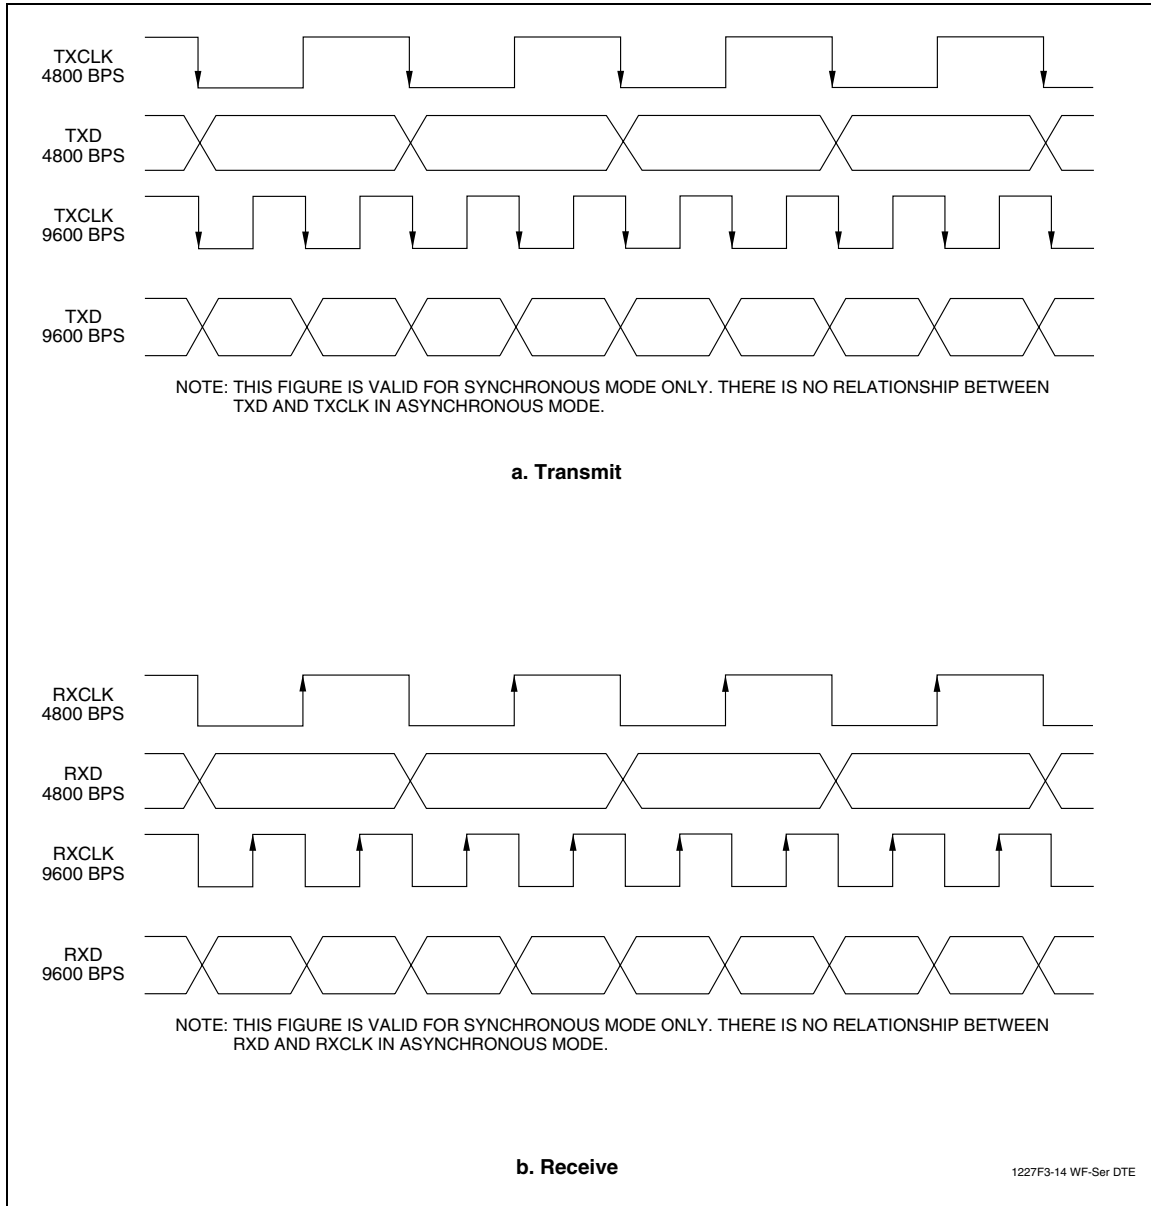 TXCLK
4800 BPS
TXD
4800 BPS
TXCLK
9600 BPS
TXD
9600 BPS
NOTE: THIS FIGURE IS VALID FOR SYNCHRONOUS MODE ONLY. THERE IS NO RELATIONSHIP BETWEEN
TXD AND TXCLK IN ASYNCHRONOUS MODE.
a. Transmit
RXCLK
4800 BPS
RXD
4800 BPS
RXCLK
9600 BPS
RXD
9600 BPS
NOTE: THIS FIGURE IS VALID FOR SYNCHRONOUS MODE ONLY. THERE IS NO RELATIONSHIP BETWEEN
RXD AND RXCLK IN ASYNCHRONOUS MODE.
b. Receive
1227F3-14 WF-Ser DTE